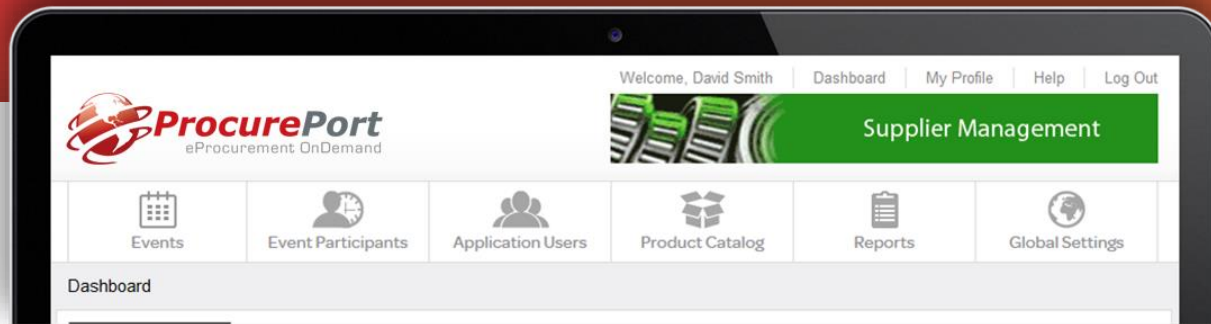 Welcome, David Smith Dashboard My Profile Help Log Out
ProcurePort
eProcurement OnDemand
Supplier Management
Events Event Participants Application Users Product Catalog Reports Global Settings
Dashboard